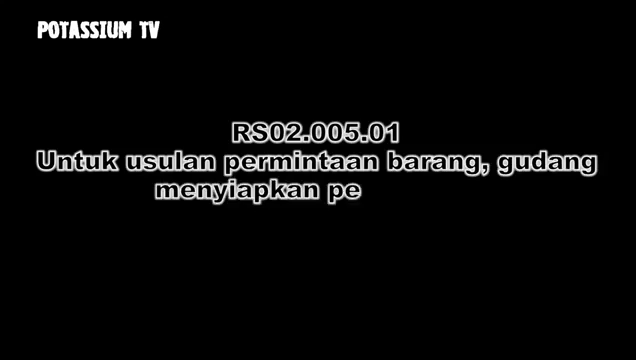 POTASSIUM TV
RS02.005.01
Untuk usulan permintaan barang, gudang
menyiapkan pe